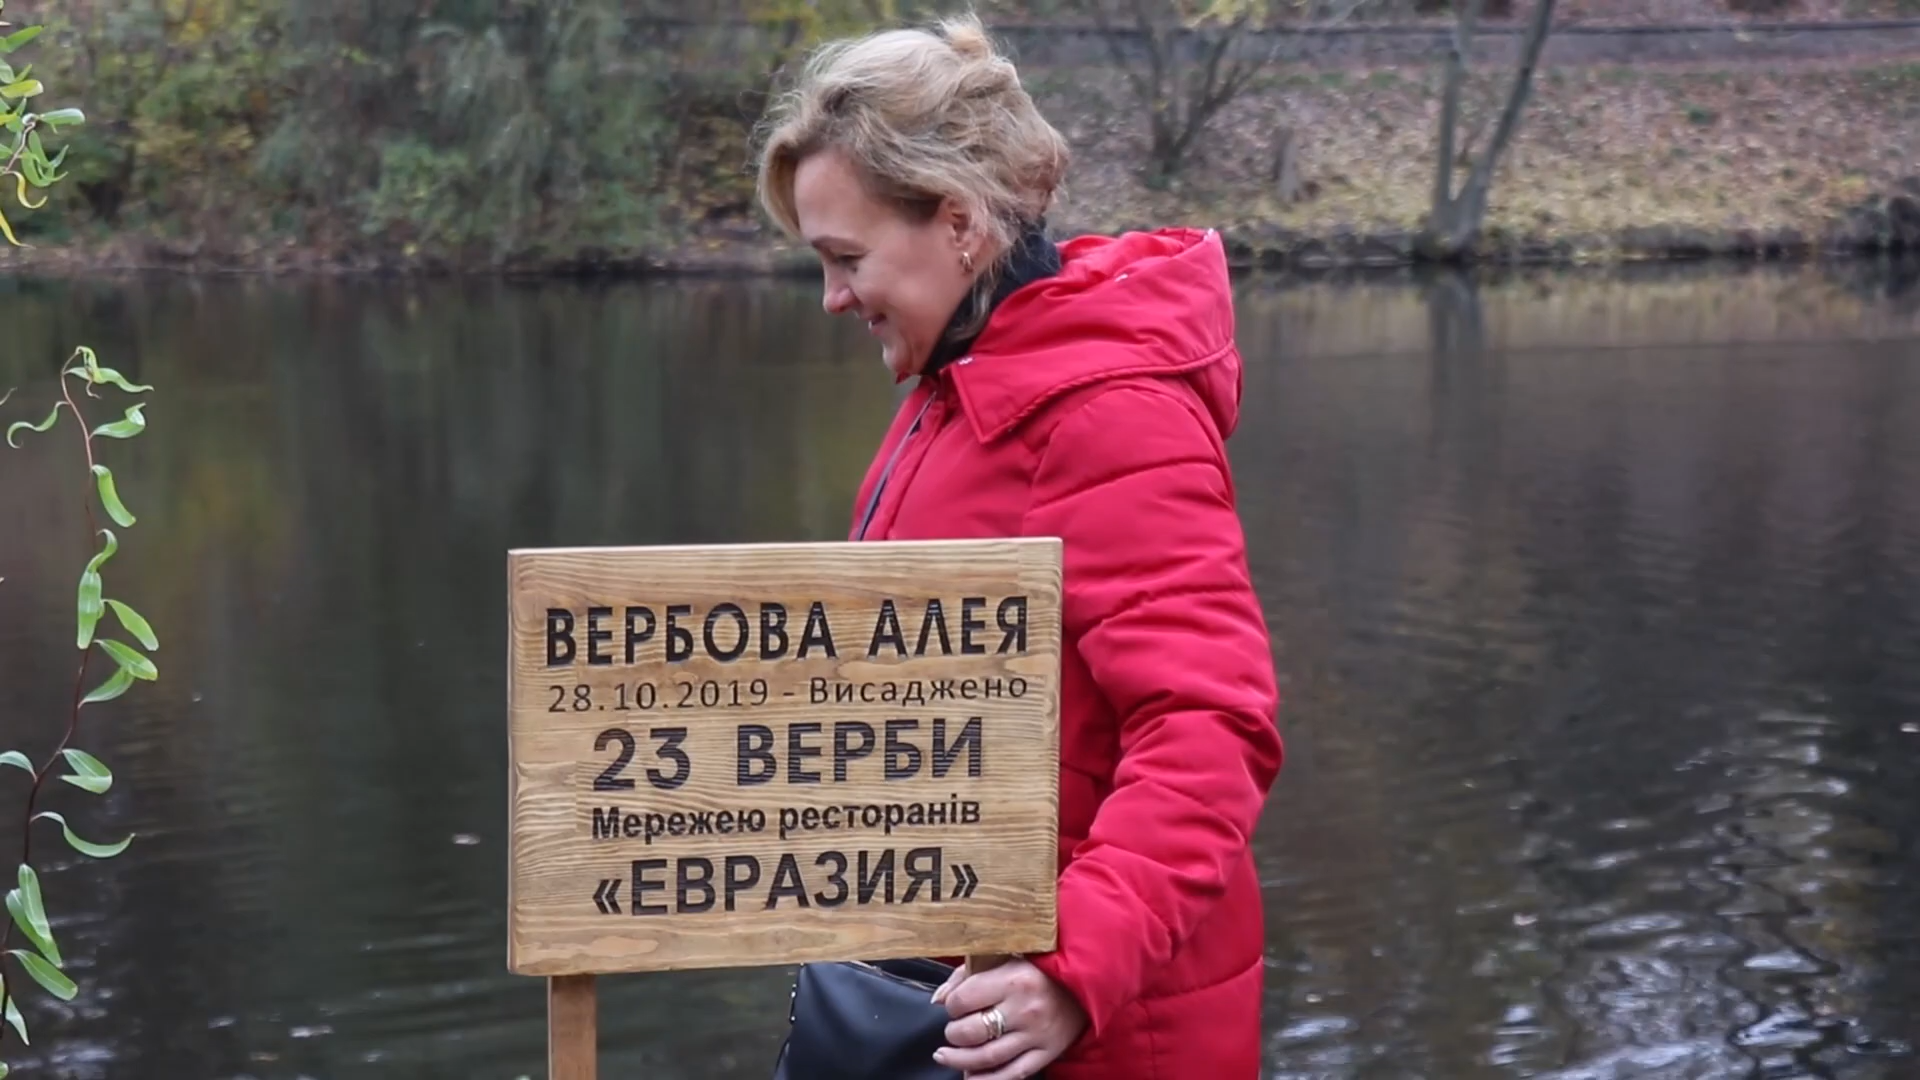 ВЕРБОВА АЛЕЯ
28.10.2019 - Висаджено
23 ВЕРБИ
Мережею ресторанів
«ЕВРАЗИЯ»